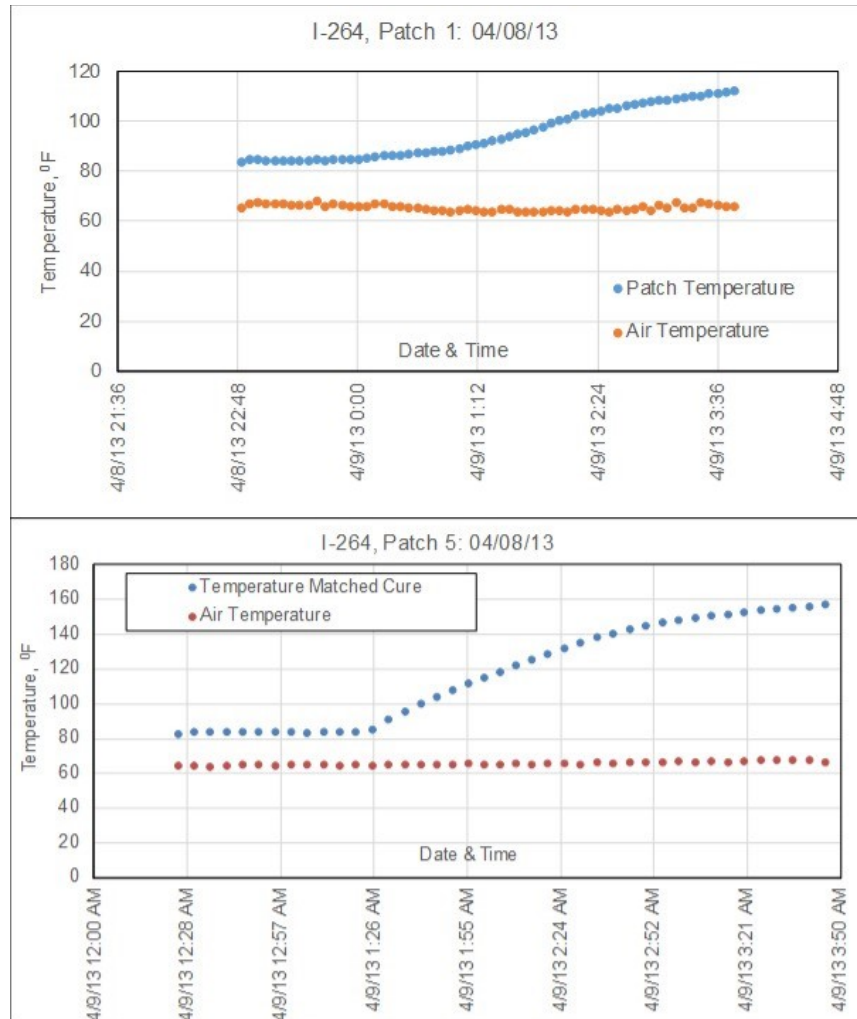 I-264, Patch 1: 04/08/13
120
100
80
60
40
20
0
Temperature, ⁰F
Patch Temperature
Air Temperature
Date & Time
4/8/13 21:36
4/8/13 22:48
4/9/13 0:00
4/9/13 1:12
4/9/13 2:24
4/9/13 3:36
4/9/13 4:48
I-264, Patch 5: 04/08/13
180
160
140
120
100
80
60
40
20
0
Temperature, ⁰F
Temperature Matched Cure
Air Temperature
Date & Time
4/9/13 12:00 AM
4/9/13 12:28 AM
4/9/13 12:57 AM
4/9/13 1:26 AM
4/9/13 1:55 AM
4/9/13 2:24 AM
4/9/13 2:52 AM
4/9/13 3:21 AM
4/9/13 3:50 AM